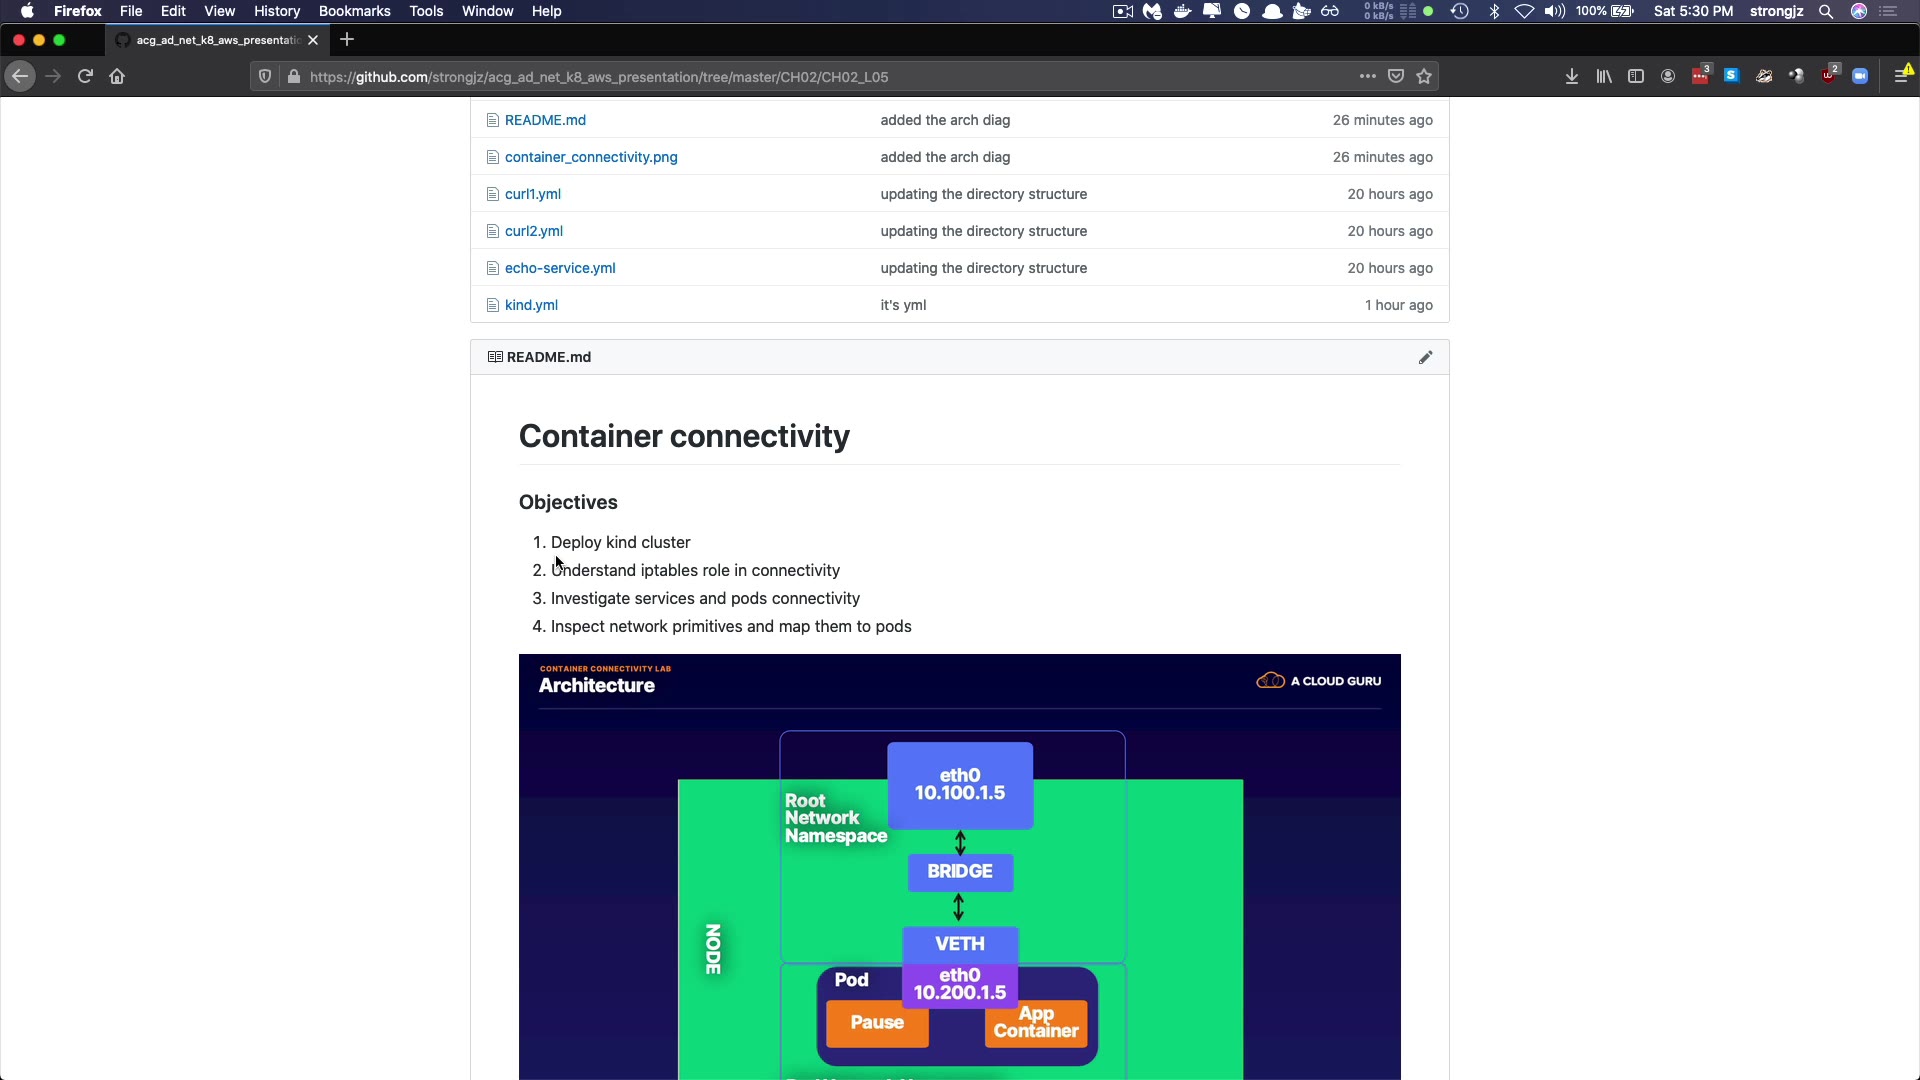 Firefox File Edit View History Bookmarks Tools Window Help 0 kB/s 0 kB/s 100% Sat 5:30 PM strongjz
acg_ad_net_k8_aws_presentatio
https://github.com/strongjz/acg_ad_net_k8_aws_presentation/tree/master/CH02/CH02_L05 3 2
README.md added the arch diag 26 minutes ago
container_connectivity.png added the arch diag 26 minutes ago
curl1.yml updating the directory structure 20 hours ago
curl2.yml updating the directory structure 20 hours ago
echo-service.yml updating the directory structure 20 hours ago
kind.yml it's yml 1 hour ago
README.md
Container connectivity
Objectives
1. Deploy kind cluster
2. Understand iptables role in connectivity
3. Investigate services and pods connectivity
4. Inspect network primitives and map them to pods
CONTAINER CONNECTIVITY LAB
Architecture
A CLOUD GURU
eth0
10.100.1.5
Root
Network
Namespace
BRIDGE
NODE
VETH
Pod
eth0
10.200.1.5
Pause
App
Container